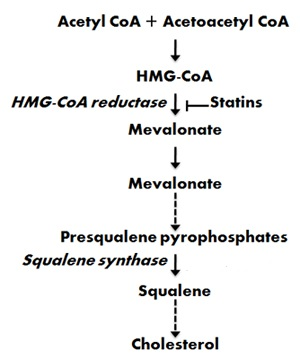 Acetyl CoA + Acetoacetyl CoA
HMG-CoA
HMG-CoA reductase Statins
Mevalonate
Mevalonate
Presqualene pyrophosphates
Squalene synthase
Squalene
Cholesterol